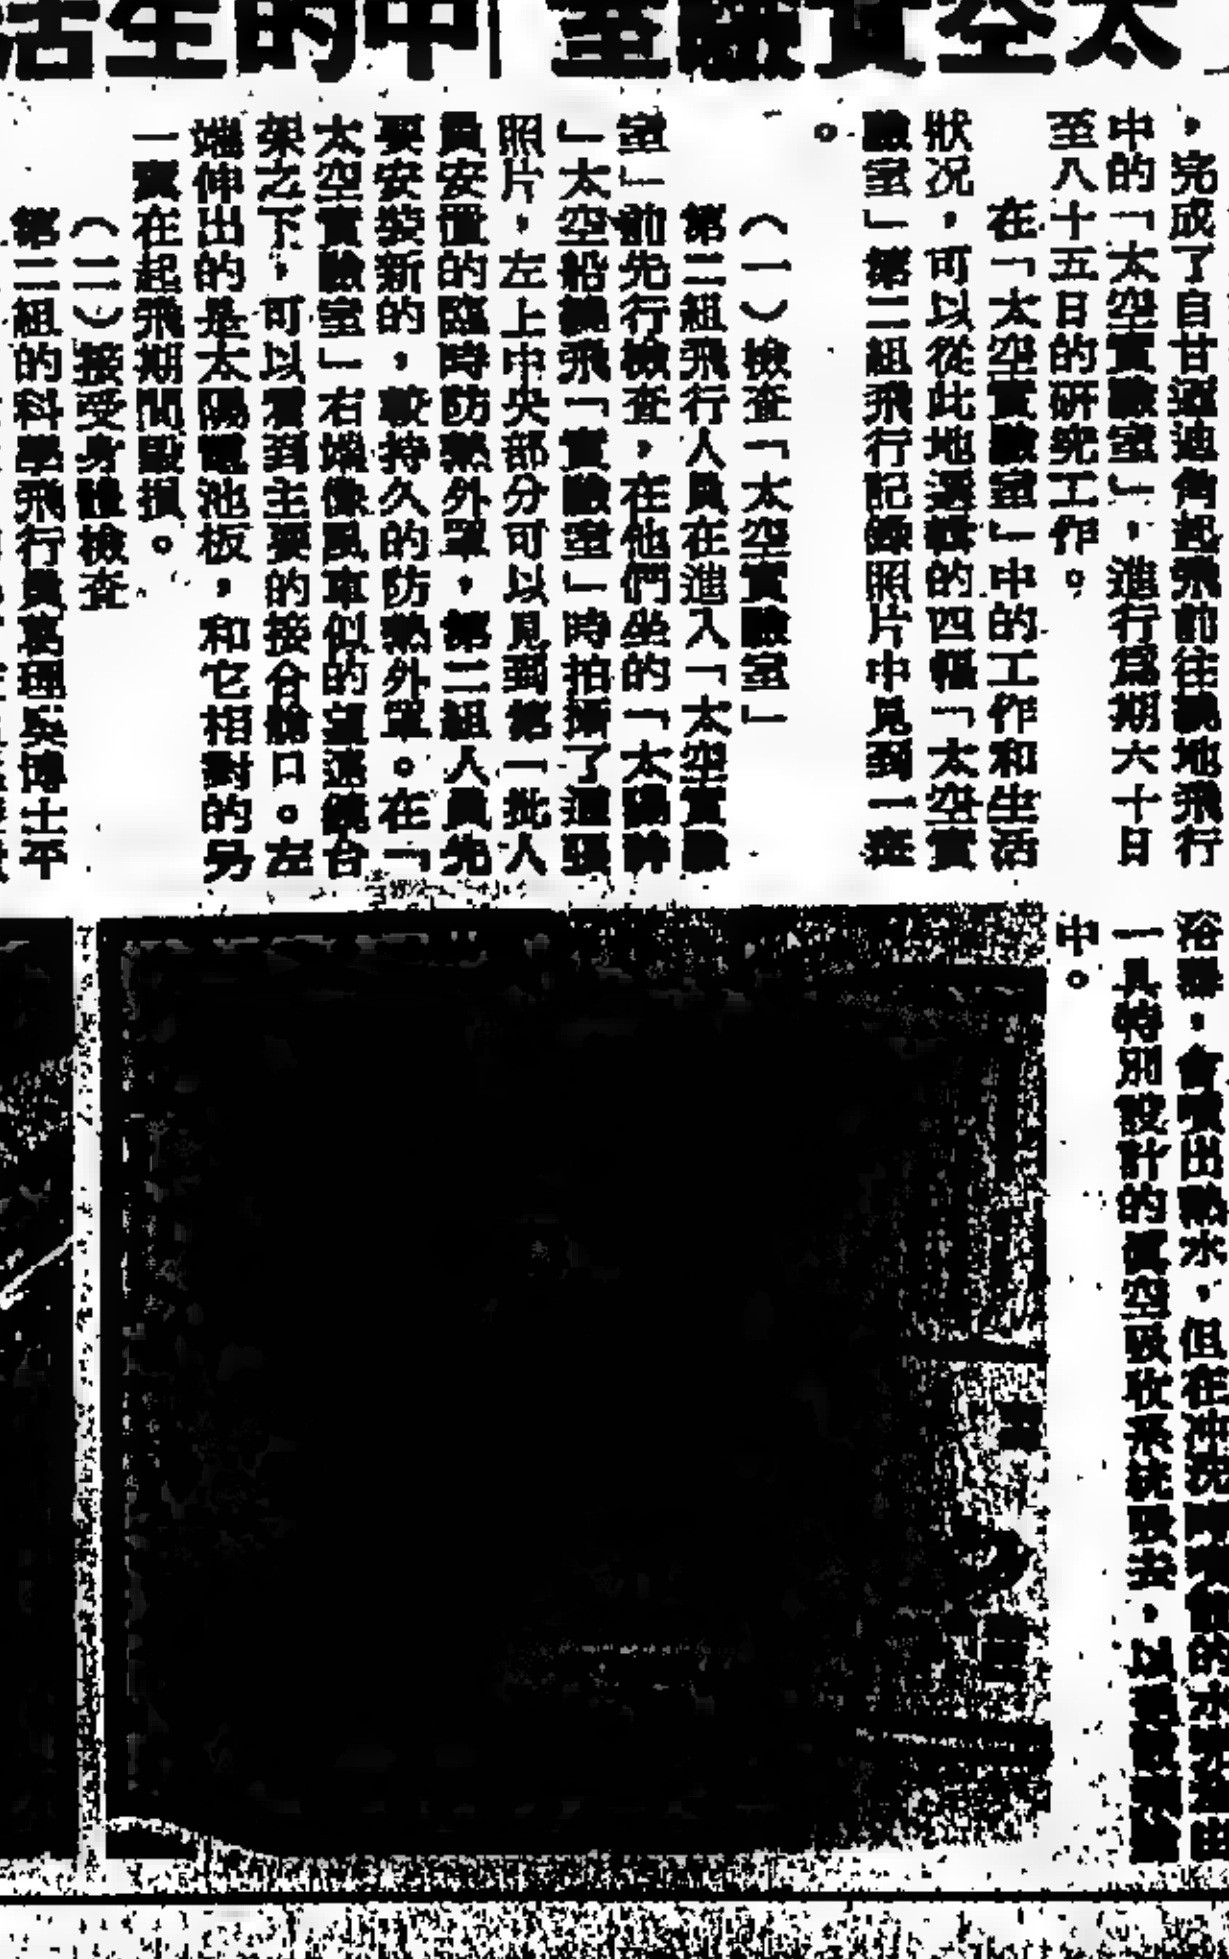 太空實驗室中的生活
，完成了自甘迺迪角起飛前往繞地飛行
中的「太空實驗室」，進行爲期六十日
至八十五日的研究工作。
在「太空實驗室」中的工作和生活
狀況，可以從此地選輯的四幅「太空實
驗室」第二組飛行記錄照片中見到一斑
。
（一）檢查「太空實驗室」
第二組飛行人員在進入「太空實驗
室」前先行檢查，在他們坐的「太陽神
」太空船繞飛「實驗室」時拍攝了這張
照片，左上中央部分可以見到第一批人
員安置的臨時防熱外罩，第二組人員先
要安裝新的，較持久的防熱外罩。在「
太空實驗室」右端像風車似的望遠鏡台
架之下，可以看到主要的接合艙口。左
端伸出的是太陽電池板，和它相對的另
一翼在起飛期間毀損。
（二）接受身體檢查
第二組的科學飛行員葛理奥博士平
浴器，會噴出熱水，但在冲洗
的水
出
一具特別設計的眞空吸收系統吸去，以
中。